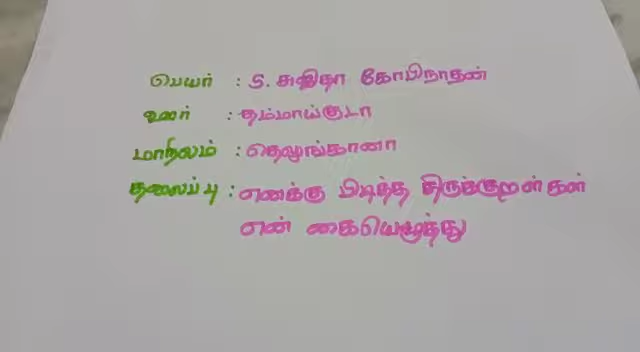 பெயர் : S. சுஜிதா கோபிநாதன்
ஊர் : தம்மாய்குடா
மாநிலம் : தெழுங்கானா
தலைப்பு : எனக்கு பிடித்த திருக்குறள்கள்
என் கையெழுத்து